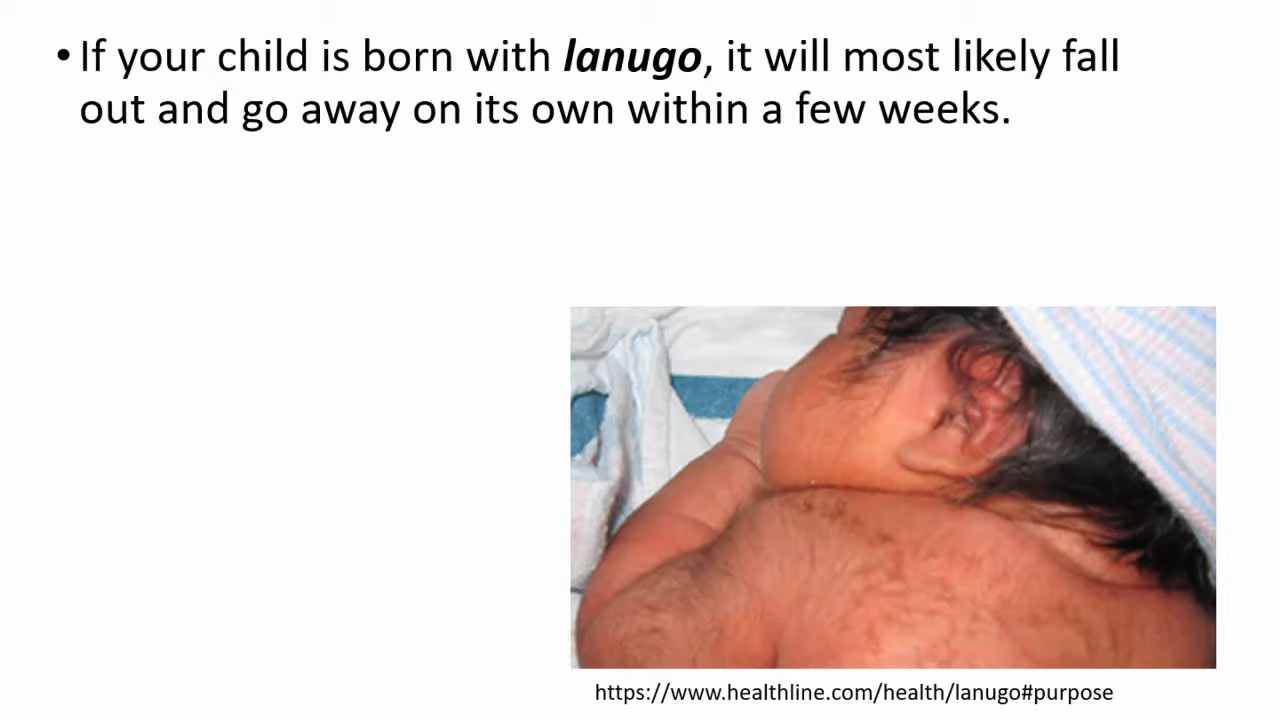 • If your child is born with lanugo, it will most likely fall
out and go away on its own within a few weeks.
https://www.healthline.com/health/lanugo#purpose